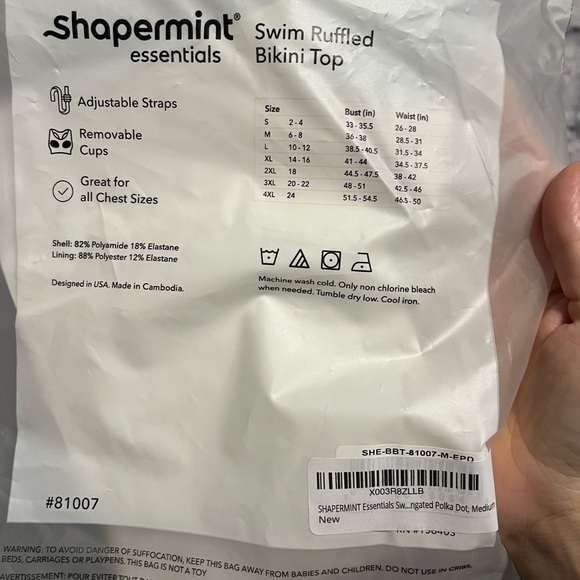 Shapermint®
essentials
Swim Ruffled
Bikini Top
Adjustable Straps
Removable
Cups
Great for
all Chest Sizes
Size Bust (in) Waist (in)
S 2 - 4 33 - 35.5 26 - 28
M 6 - 8 36 - 38 28.5 - 31
L 10 - 12 38.5 - 40.5 31.5 - 34
XL 14 - 16 41 - 44 34.5 - 37.5
2XL 18 44.5 - 47.5 38 - 42
3XL 20 - 22 48 - 51 42.5 - 46
4XL 24 51.5 - 54.5 46.5 - 50
Shell: 82% Polyamide 18% Elastane
Lining: 88% Polyester 12% Elastane
Designed in USA. Made in Cambodia.
Machine wash cold. Only non chlorine bleach
when needed. Tumble dry low. Cool iron.
SHE-BBT-81007-M-EPD
X003R8ZLLB
SHAPERMINT Essentials Sw...ngated Polka Dot, Medium
New
#81007
WARNING: TO AVOID DANGER OF SUFFOCATION, KEEP THIS BAG AWAY FROM BABIES AND CHILDREN. DO NOT USE IN CRIBS,
BEDS, CARRIAGES OR PLAYPENS. THIS BAG IS NOT A TOY
AVERTISSEMENT: POUR EVITER TOUT